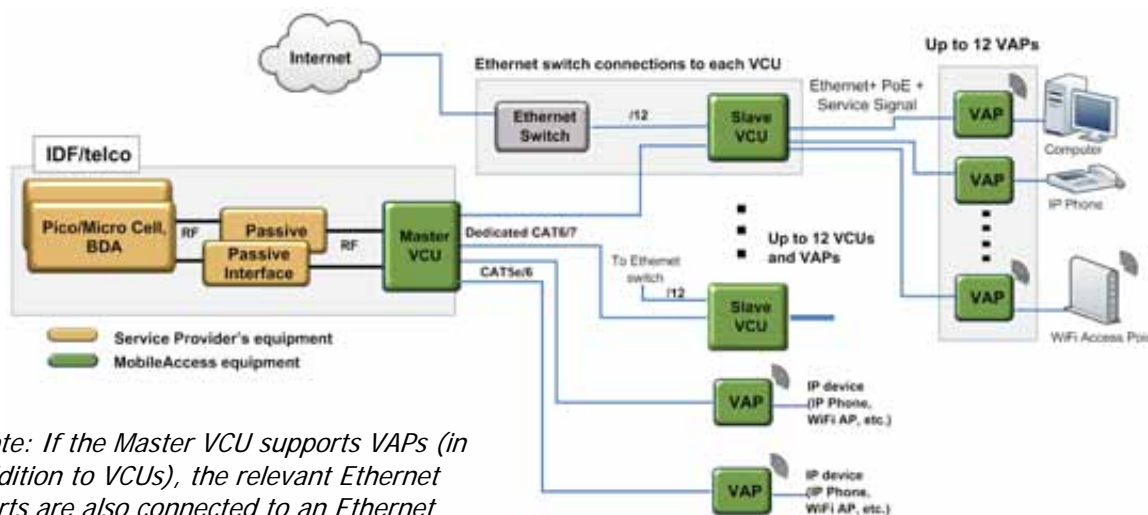 Internet
Ethernet switch connections to each VCU
Ethernet
Switch
/12
Slave
VCU
Ethernet+ PoE +
Service Signal
Up to 12 VAPs
VAP
Computer
VAP
IP Phone
VAP
WiFi Access
IDF/telco
Pico/Micro Cell,
BDA
RF
Passive
Passive
Interface
RF
Master
VCU
Dedicated CAT6/7
CAT5e/6
To Ethernet
switch
/12
Up to 12 VCUs
and VAPs
Slave
VCU
Service Provider's equipment
MobileAccess equipment
VAP
IP device
(IP Phone,
WiFi AP, etc.)
VAP
IP device
(IP Phone,
WiFi AP, etc.)
If the Master VCU supports VAPs (in
to VCUs), the relevant Ethernet
are also connected to an Ethernet